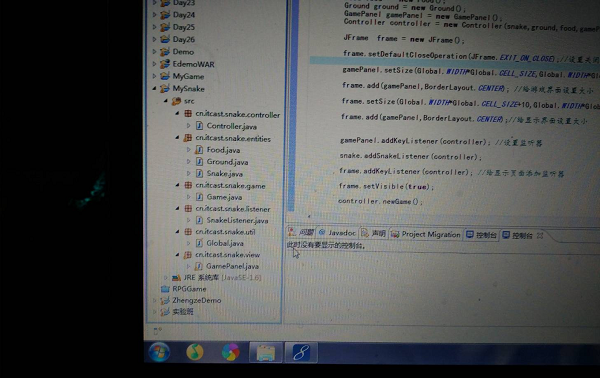 Day23
Day24
Day25
Day26
Demo
EdemoWAR
MyGame
MySnake
src
cn.itcast.snake.controller
Controller.java
cn.itcast.snake.entities
Food.java
Ground.java
Snake.java
cn.itcast.snake.game
Game.java
cn.itcast.snake.listener
SnakeListener.java
cn.itcast.snake.util
Global.java
cn.itcast.snake.view
GamePanel.java
JRE 系统库 [JavaSE-1.6]
RPGGame
ZhengzeDemo
实验班
Ground ground = new Ground();
GamePanel gamePanel = new GamePanel();
Controller controller = new Controller(snake,ground,food,gamePa
JFrame frame = new JFrame();
frame.setDefaultCloseOperation(JFrame.EXIT_ON_CLOSE);//设置关闭
gamePanel.setSize(Global.WIDTH*Global.CELL_SIZE,Global.WIDTH*Gl
frame.add(gamePanel,BorderLayout.CENTER); //给游戏界面设置大小
frame.setSize(Global.WIDTH*Global.CELL_SIZE+10,Global.WIDTH*Gl
frame.add(gamePanel,BorderLayout.CENTER);//给显示界面设置大小
gamePanel.addKeyListener(controller); //设置监听器
snake.addSnakeListener(controller);
frame.addKeyListener(controller); //给显示界面添加监听器
frame.setVisible(true);
controller.newGame();
问题 Javadoc 声明 Project Migration 控制台 控制台
此时没有要显示的控制台。